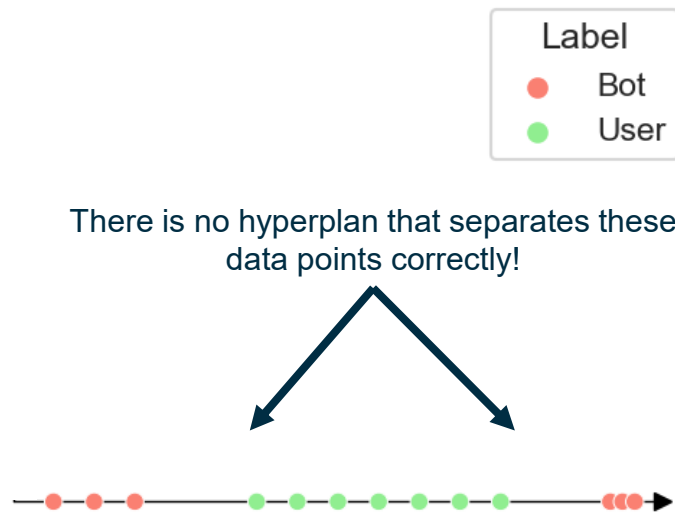 Label
Bot
User
There is no hyperplan that separates these
data points correctly!